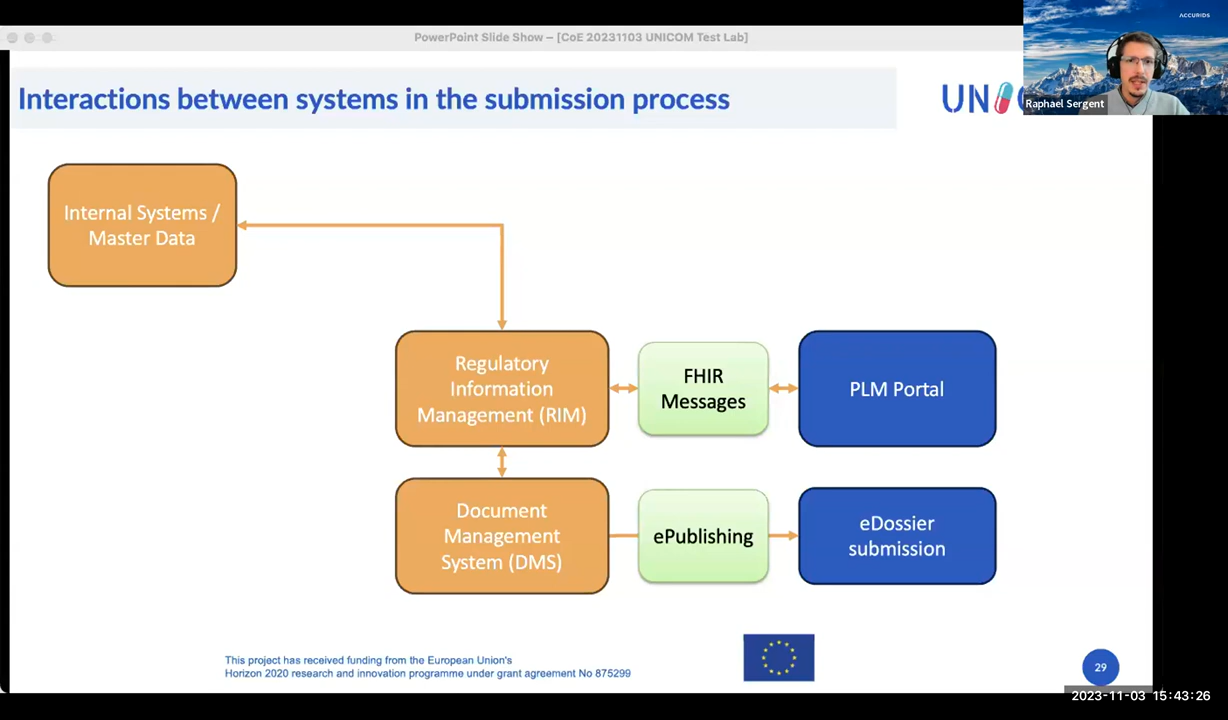 PowerPoint Slide Show – [CoE 20231103 UNICOM Test Lab]
ACCURIDS
Raphael Sergent
Interactions between systems in the submission process
UN
Internal Systems /
Master Data
Regulatory
Information
Management (RIM)
FHIR
Messages
PLM Portal
Document
Management
System (DMS)
ePublishing
eDossier
submission
This project has received funding from the European Union's
Horizon 2020 research and innovation programme under grant agreement No 875299
29
2023-11-03 15:43:26